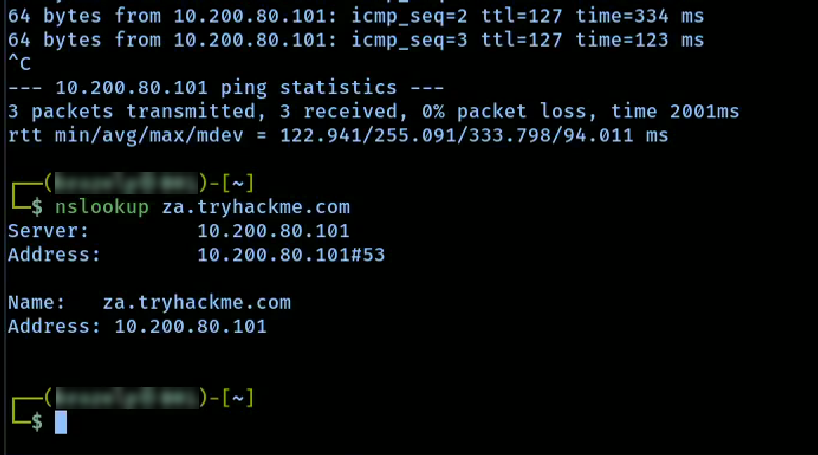 64 bytes from 10.200.80.101: icmp_seq=2 ttl=127 time=334 ms
64 bytes from 10.200.80.101: icmp_seq=3 ttl=127 time=123 ms
^C
--- 10.200.80.101 ping statistics ---
3 packets transmitted, 3 received, 0% packet loss, time 2001ms
rtt min/avg/max/mdev = 122.941/255.091/333.798/94.011 ms
┌──( )-[~]
└─$ nslookup za.tryhackme.com
Server: 10.200.80.101
Address: 10.200.80.101#53
Name: za.tryhackme.com
Address: 10.200.80.101
┌──( )-[~]
└─$